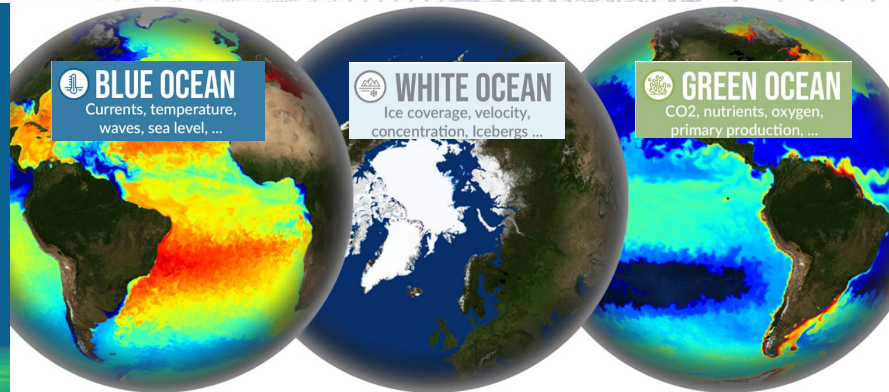 BLUE OCEAN
Currents, temperature,
waves, sea level, ...
WHITE OCEAN
Ice coverage, velocity,
concentration, Icebergs ...
GREEN OCEAN
CO2, nutrients, oxygen,
primary production, ...